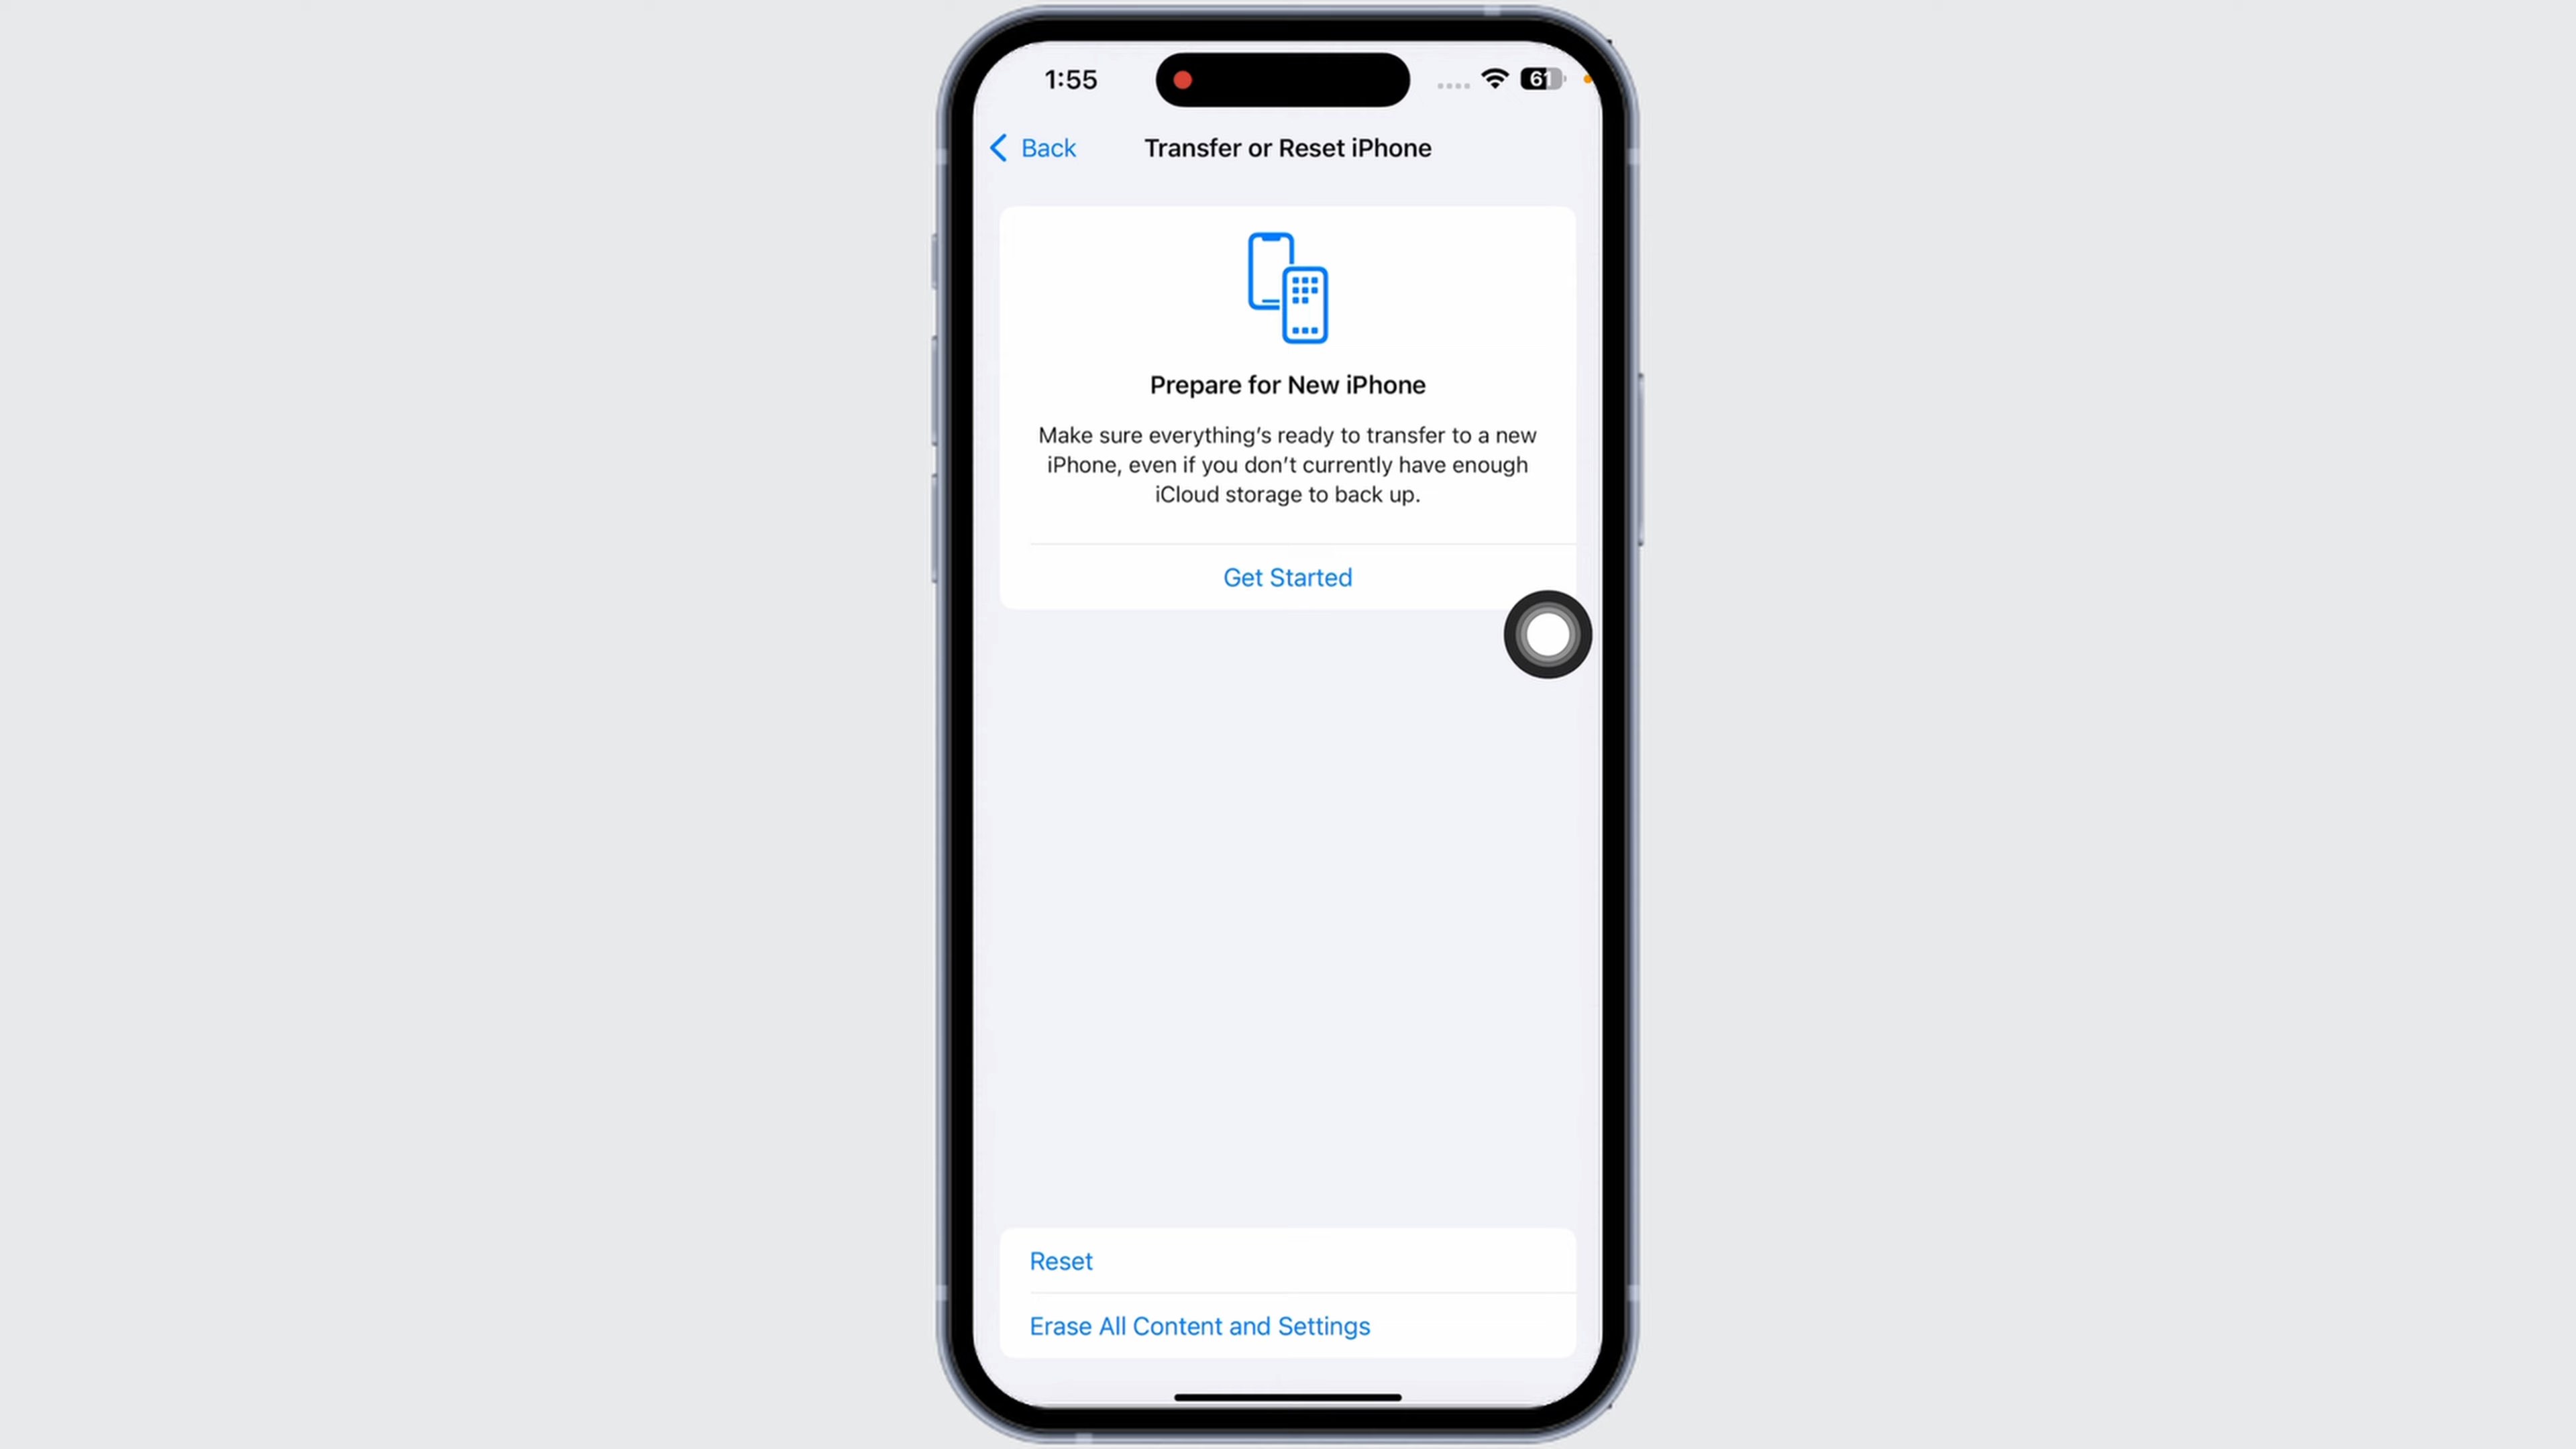 1:55
61
Back
Transfer or Reset iPhone
Prepare for New iPhone
Make sure everything's ready to transfer to a new
iPhone, even if you don't currently have enough
iCloud storage to back up.
Get Started
Reset
Erase All Content and Settings